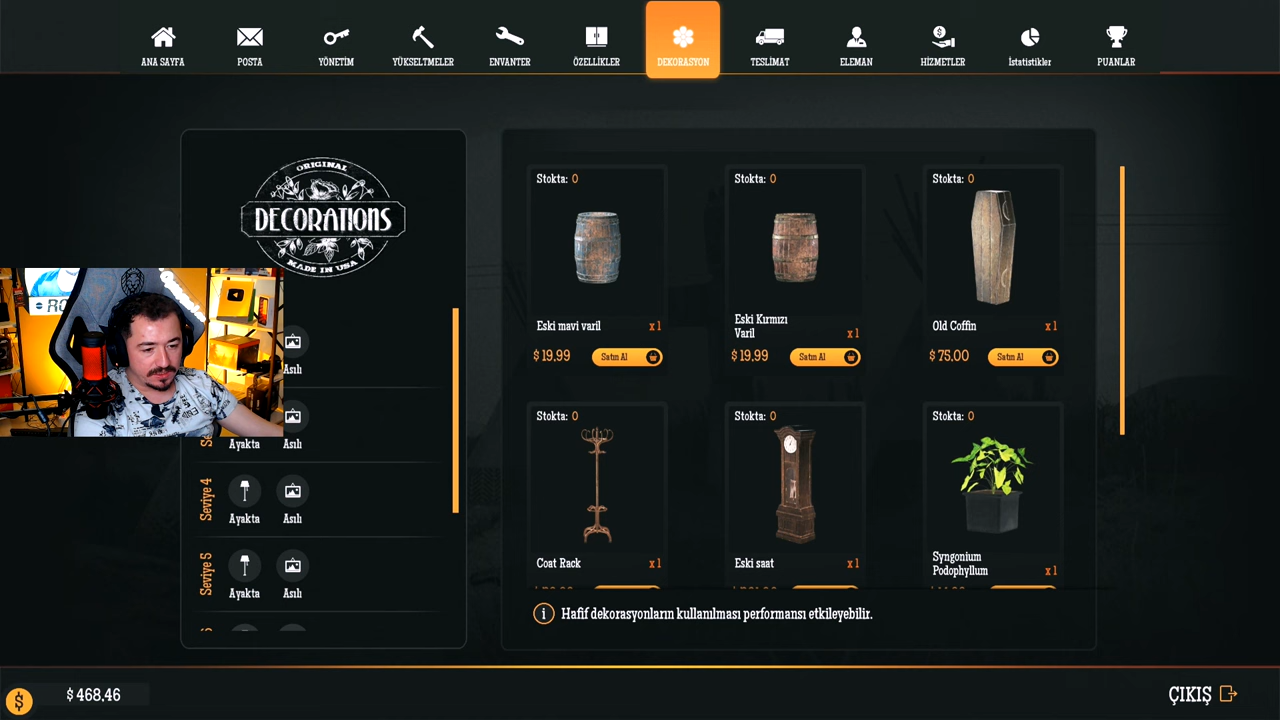 ANA SAYFA
POSTA
YÖNETİM
YÜKSELTMELER
ENVANTER
ÖZELLİKLER
DEKORASYON
TESLİMAT
ELEMAN
HİZMETLER
İstatistikler
PUANLAR
ORIGINAL
DECORATIONS
MADE IN USA
Asılı
Ayakta
Asılı
Seviye 4
Ayakta
Asılı
Seviye 5
Ayakta
Asılı
Stokta: 0
Eski mavi varil x1
$ 19.99 Satın Al
Stokta: 0
Eski Kırmızı
Varil x1
$ 19.99 Satın Al
Stokta: 0
Old Coffin x1
$ 75.00 Satın Al
Stokta: 0
Coat Rack x1
Stokta: 0
Eski saat x1
Stokta: 0
Syngonium
Podophyllum x1
Hafif dekorasyonların kullanılması performansı etkileyebilir.
$ 468,46
ÇIKIŞ